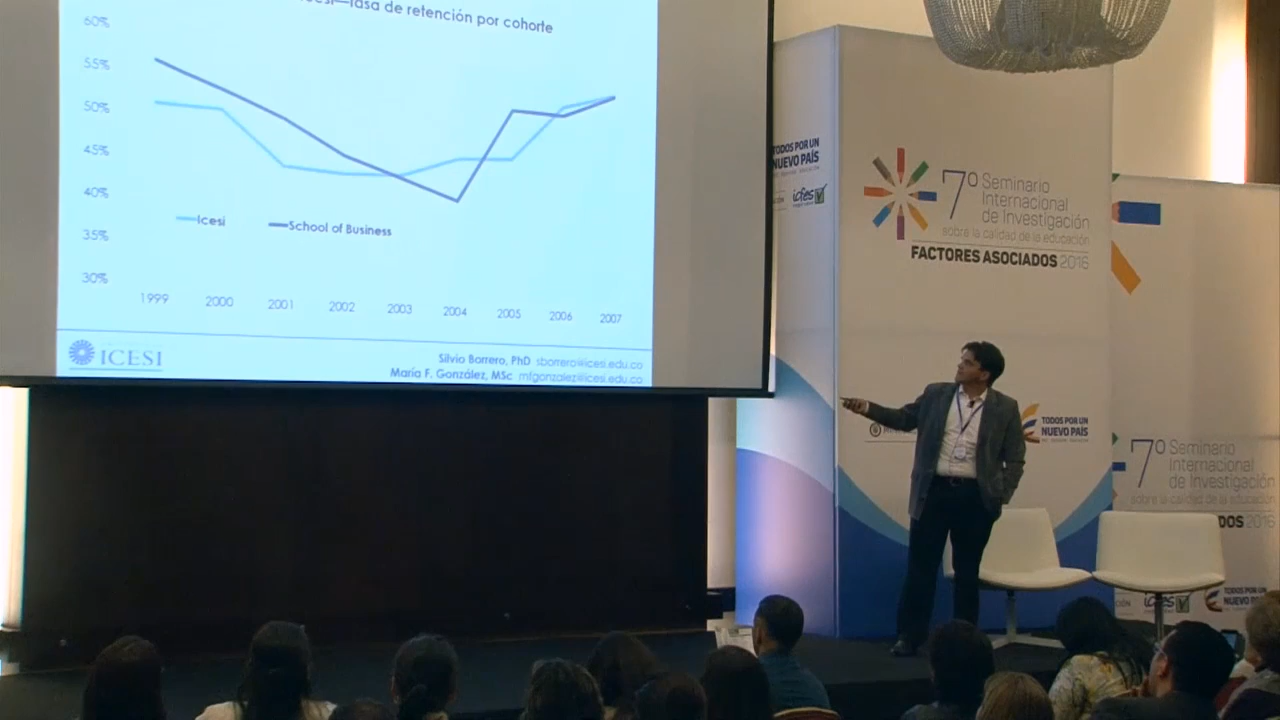 tasa de retención por cohorte
60%
55%
50%
45%
40%
35%
30%
Icesi
School of Business
1999 2000 2001 2002 2003 2004 2005 2006 2007
ICESI
Silvio Borrero, PhD sborrero@icesi.edu.co
María F. González, MSc mfgonzalez@icesi.edu.co
TODOS POR UN
NUEVO PAÍS
icfes
7º Seminario
Internacional
de Investigación
sobre la calidad de la educación
FACTORES ASOCIADOS 2016
TODOS POR UN
NUEVO PAÍS
7º Seminario
Internacional
de Investigación
sobre la calidad de la educación
DOS 2016
CIÓN
icfes
TODOS POR UN
NUEVO PAÍS